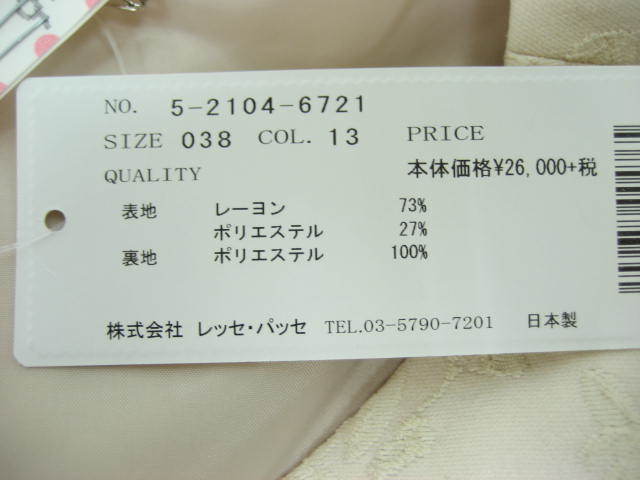 NO. 5-2104-6721
SIZE 038 COL. 13 PRICE
QUALITY 本体価格¥26,000+税
表地 レーヨン 73%
ポリエステル 27%
裏地 ポリエステル 100%
株式会社 レッセ・パッセ TEL.03-5790-7201 日本製